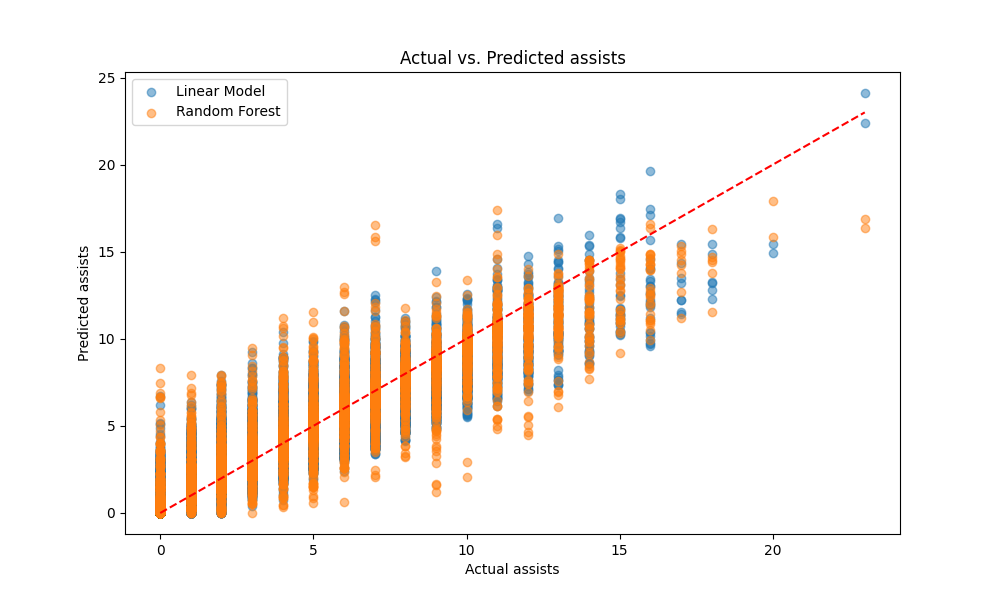 Actual vs. Predicted assists
Linear Model
Random Forest
25
20
15
10
5
0
Predicted assists
0 5 10 15 20
Actual assists